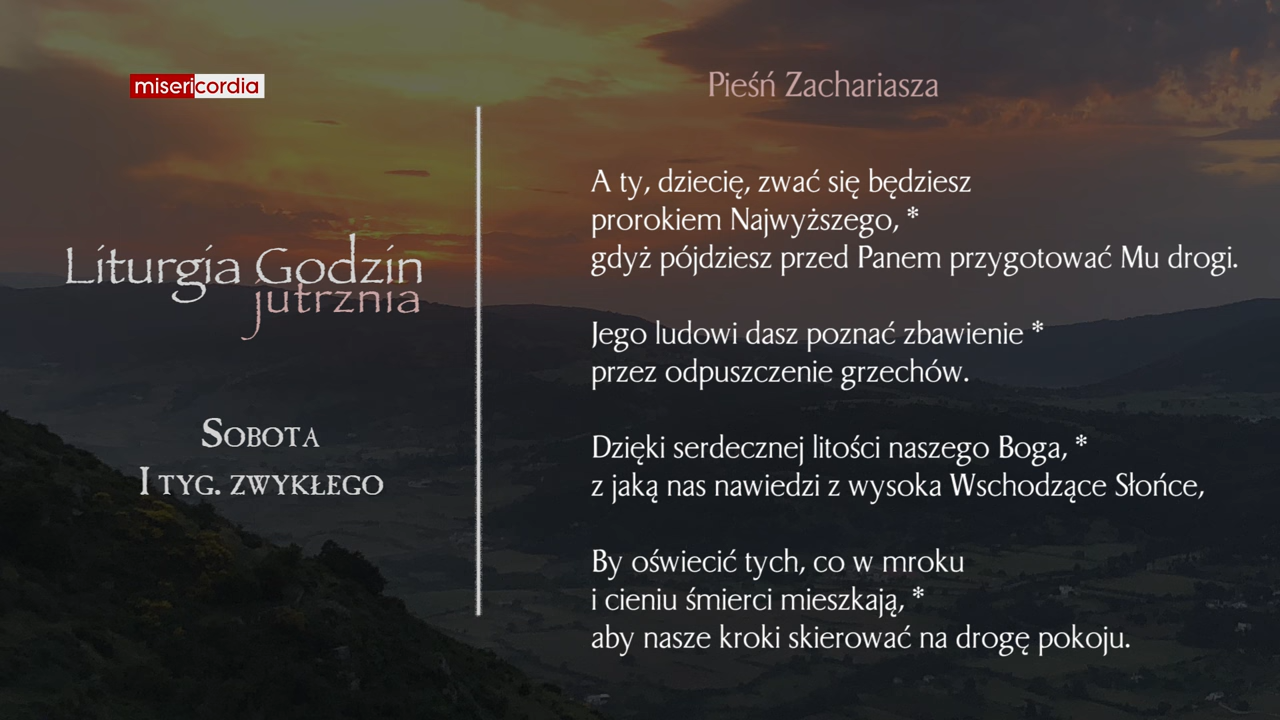 misericordia
Liturgia Godzin
jutrznia
Sobota
I tyg. zwykłego
Pieśń Zachariasza
A ty, dziecię, zwać się będziesz
prorokiem Najwyższego, *
gdyż pójdziesz przed Panem przygotować Mu drogi.
Jego ludowi dasz poznać zbawienie *
przez odpuszczenie grzechów.
Dzięki serdecznej litości naszego Boga, *
z jaką nas nawiedzi z wysoka Wschodzące Słońce,
By oświecić tych, co w mroku
i cieniu śmierci mieszkają, *
aby nasze kroki skierować na drogę pokoju.